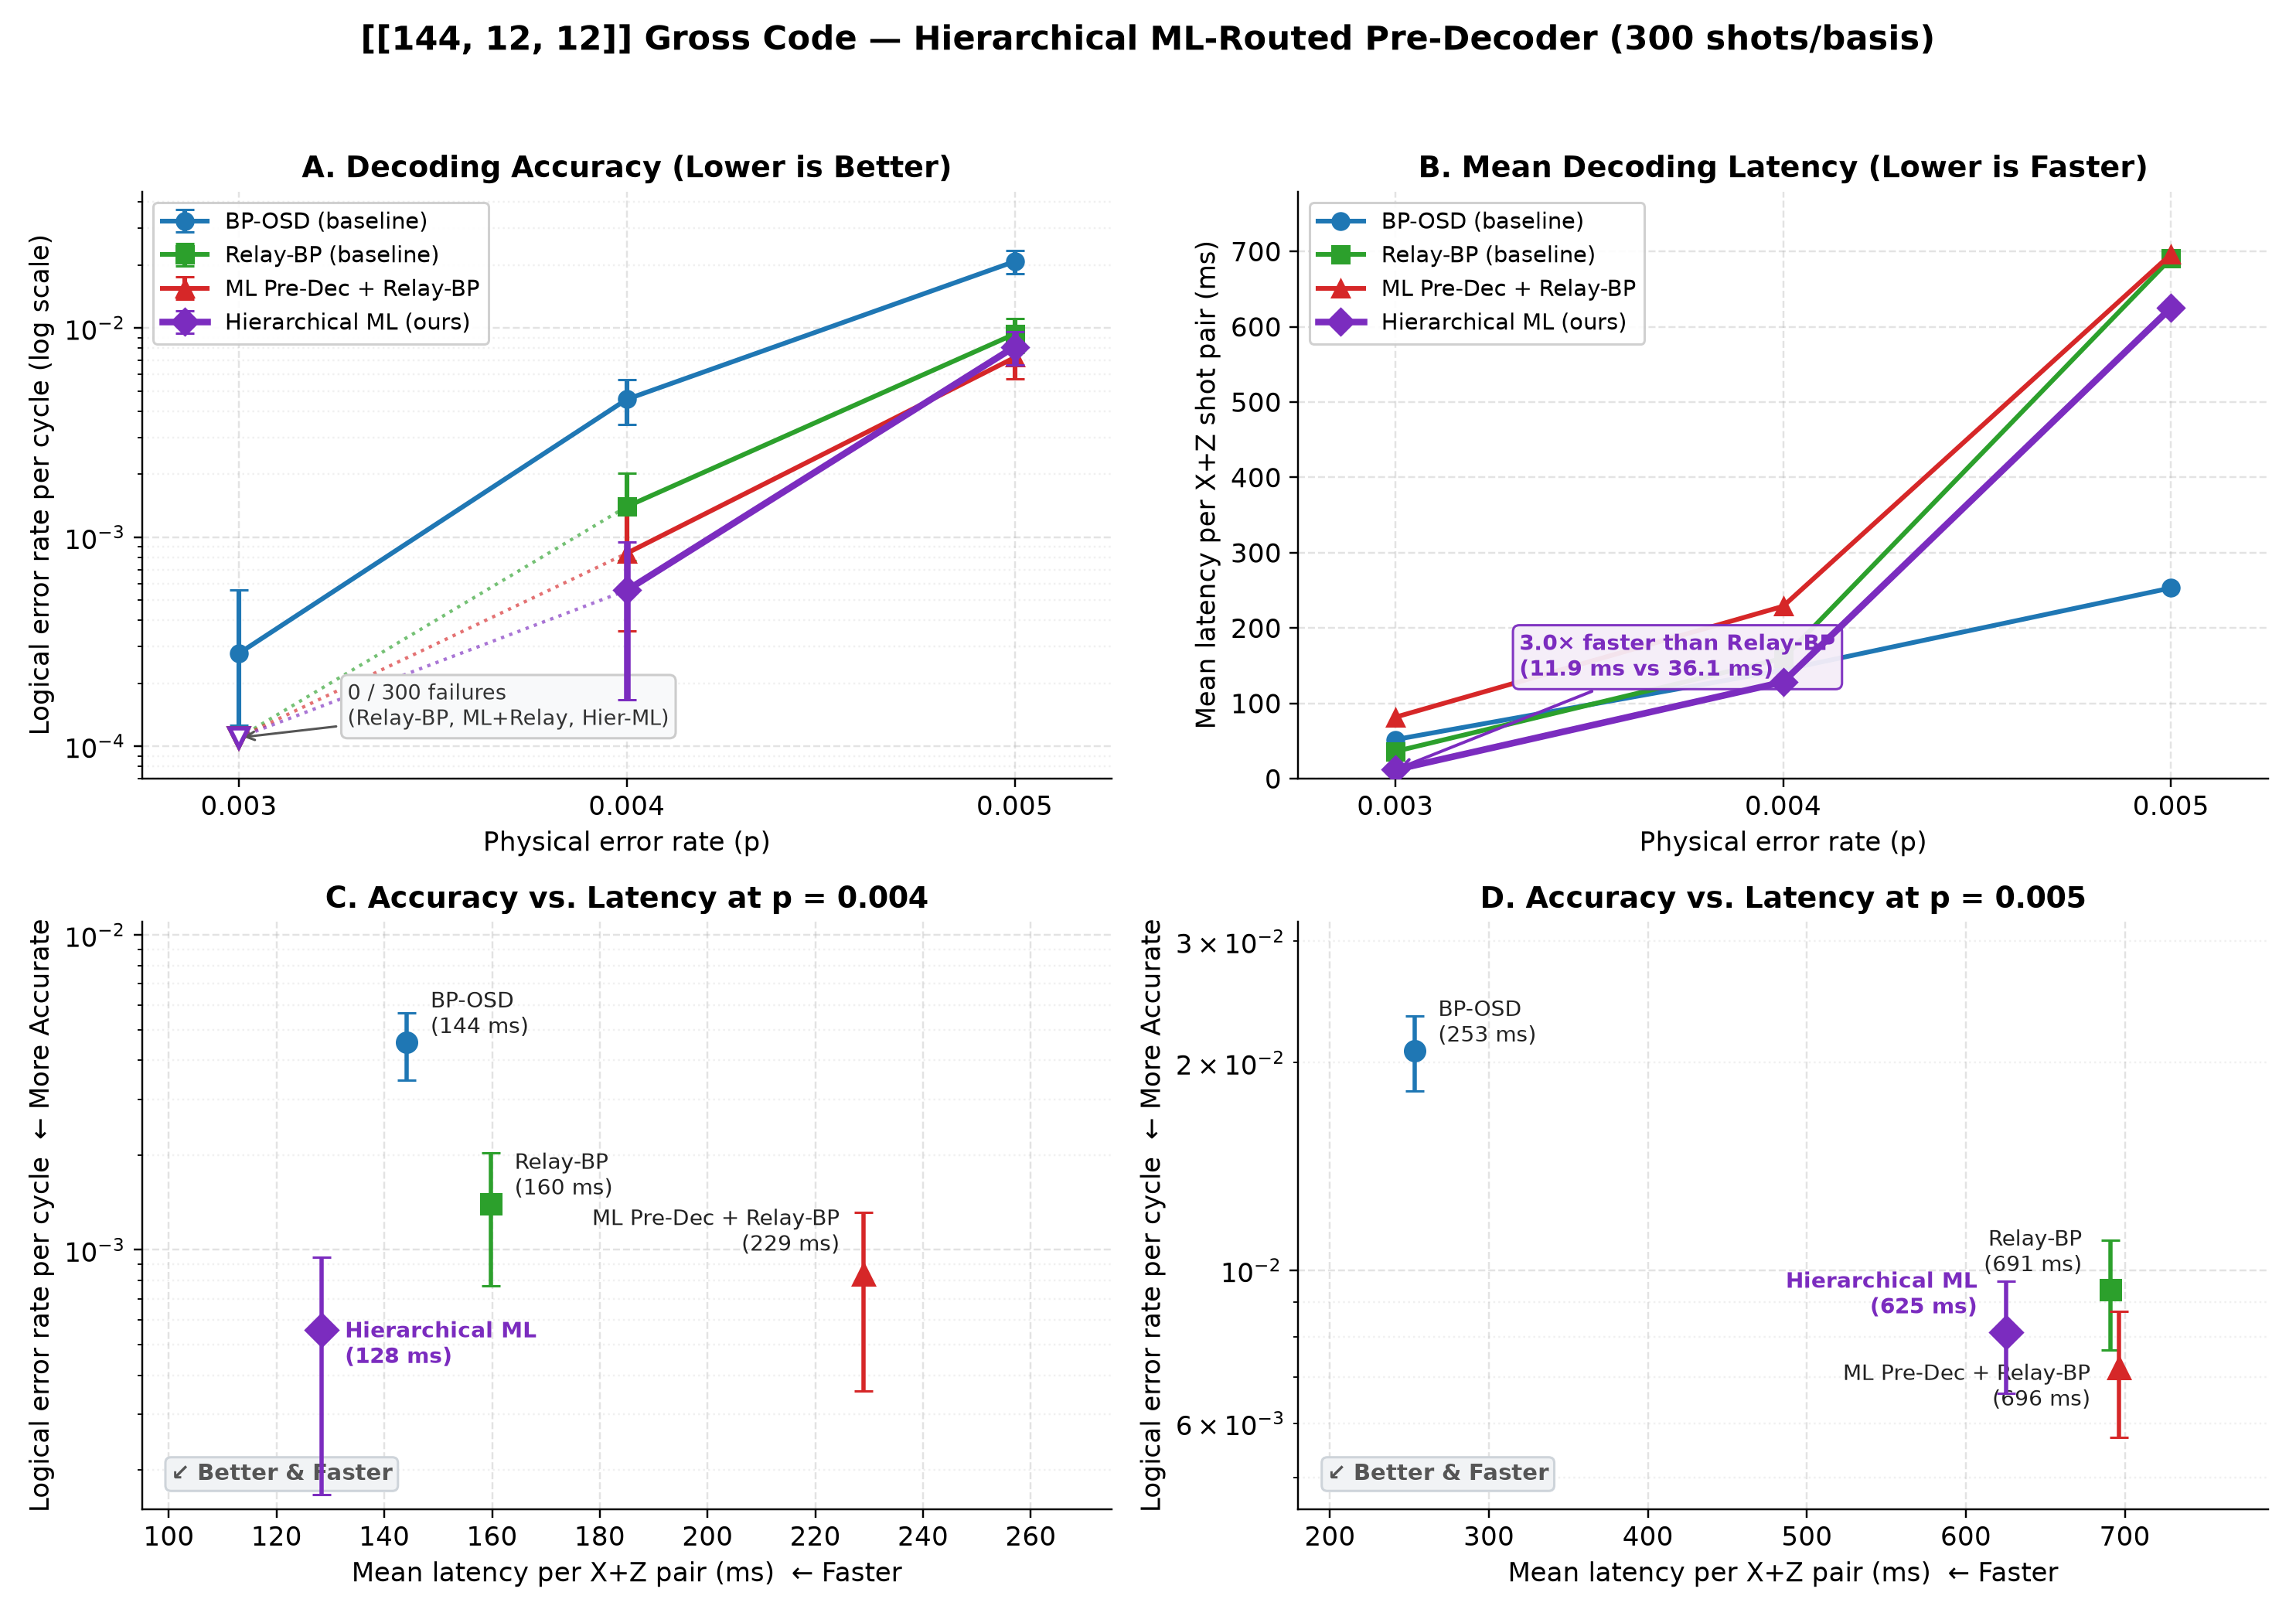 [[144, 12, 12]] Gross Code — Hierarchical ML-Routed Pre-Decoder (300 shots/basis)
A. Decoding Accuracy (Lower is Better)
Logical error rate per cycle (log scale)
BP-OSD (baseline)
Relay-BP (baseline)
ML Pre-Dec + Relay-BP
Hierarchical ML (ours)
10⁻²
10⁻³
10⁻⁴
0 / 300 failures
(Relay-BP, ML+Relay, Hier-ML)
0.003
0.004
0.005
Physical error rate (p)
B. Mean Decoding Latency (Lower is Faster)
Mean latency per X+Z shot pair (ms)
BP-OSD (baseline)
Relay-BP (baseline)
ML Pre-Dec + Relay-BP
Hierarchical ML (ours)
700
600
500
400
300
200
100
0
3.0× faster than Relay-BP
(11.9 ms vs 36.1 ms)
0.003
0.004
0.005
Physical error rate (p)
C. Accuracy vs. Latency at p = 0.004
Logical error rate per cycle ← More Accurate
10⁻²
10⁻³
BP-OSD
(144 ms)
Relay-BP
(160 ms)
ML Pre-Dec + Relay-BP
(229 ms)
Hierarchical ML
(128 ms)
↙ Better & Faster
100
120
140
160
180
200
220
240
260
Mean latency per X+Z pair (ms) ← Faster
D. Accuracy vs. Latency at p = 0.005
Logical error rate per cycle ← More Accurate
3 × 10⁻²
2 × 10⁻²
10⁻²
6 × 10⁻³
BP-OSD
(253 ms)
Relay-BP
(691 ms)
Hierarchical ML
(625 ms)
ML Pre-Dec + Relay-BP
(696 ms)
↙ Better & Faster
200
300
400
500
600
700
Mean latency per X+Z pair (ms) ← Faster